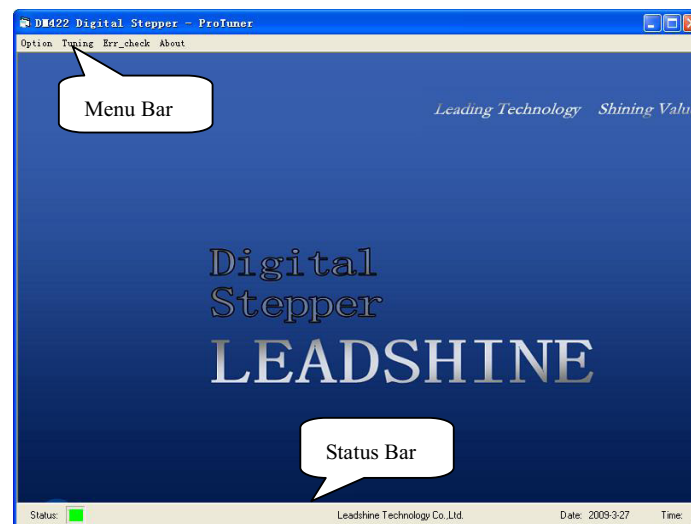 DM422 Digital Stepper - ProTuner
Option Tuning Err_check About
Menu Bar
Leading Technology Shining Valu
Digital
Stepper
LEADSHINE
Status Bar
Status: Leadshine Technology Co.,Ltd. Date: 2009-3-27 Time: